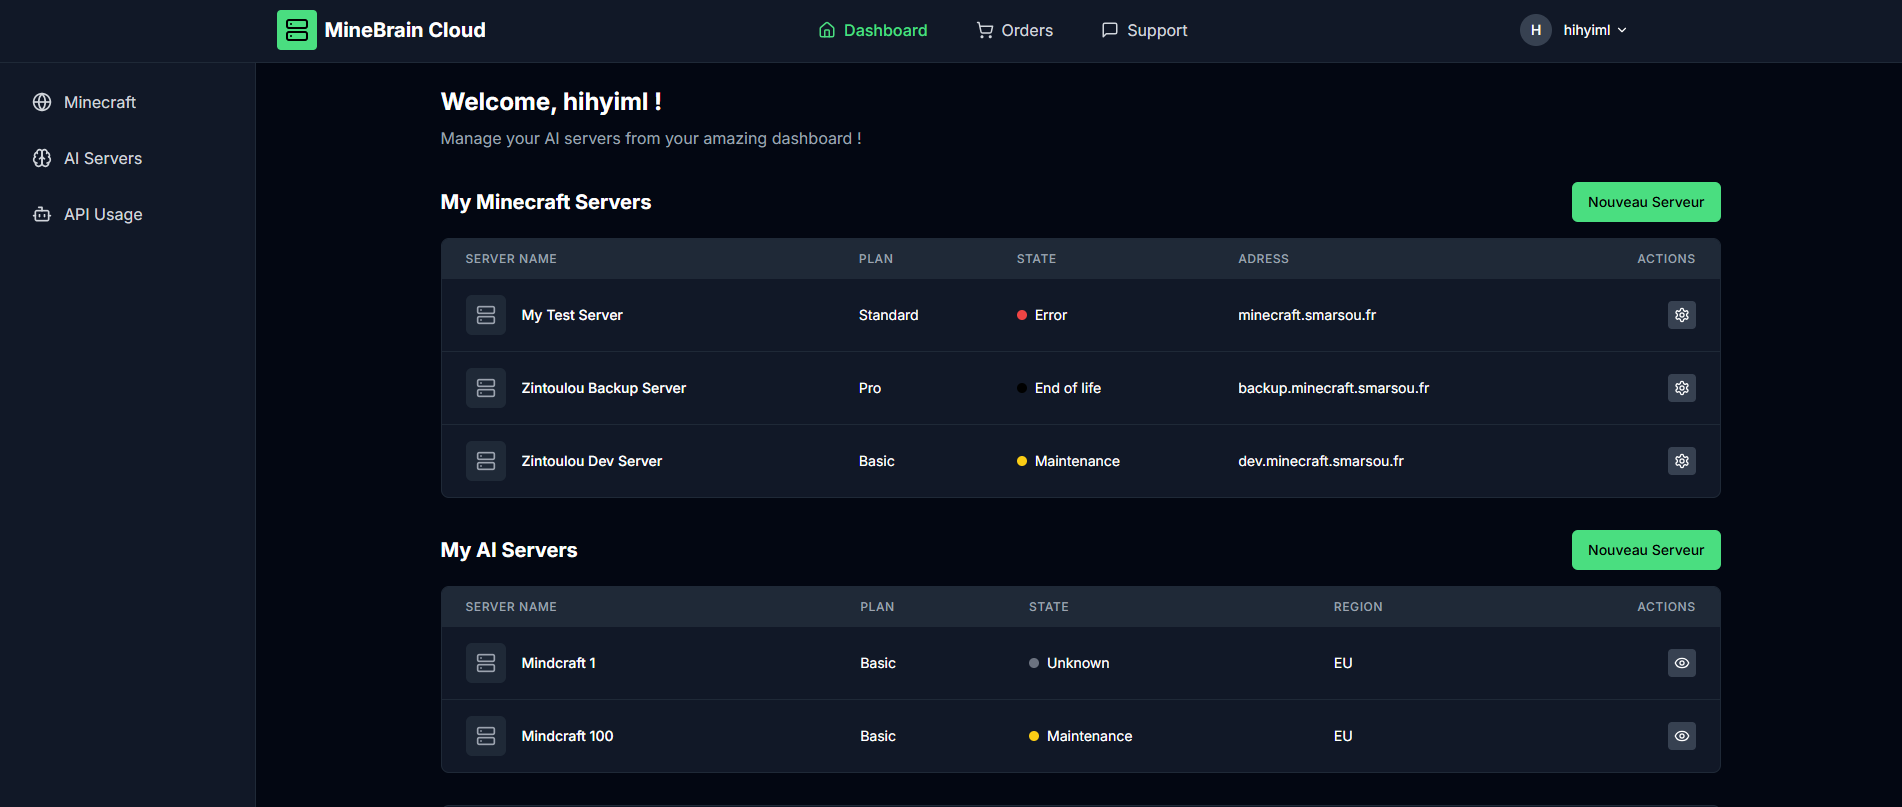 MineBrain Cloud
Dashboard
Orders
Support
H
hihyiml
Minecraft
AI Servers
API Usage
Welcome, hihyiml !
Manage your AI servers from your amazing dashboard !
My Minecraft Servers
Nouveau Serveur
SERVER NAME PLAN STATE ADRESS ACTIONS
My Test Server Standard Error minecraft.smarsou.fr
Zintoulou Backup Server Pro End of life backup.minecraft.smarsou.fr
Zintoulou Dev Server Basic Maintenance dev.minecraft.smarsou.fr
My AI Servers
Nouveau Serveur
SERVER NAME PLAN STATE REGION ACTIONS
Mindcraft 1 Basic Unknown EU
Mindcraft 100 Basic Maintenance EU